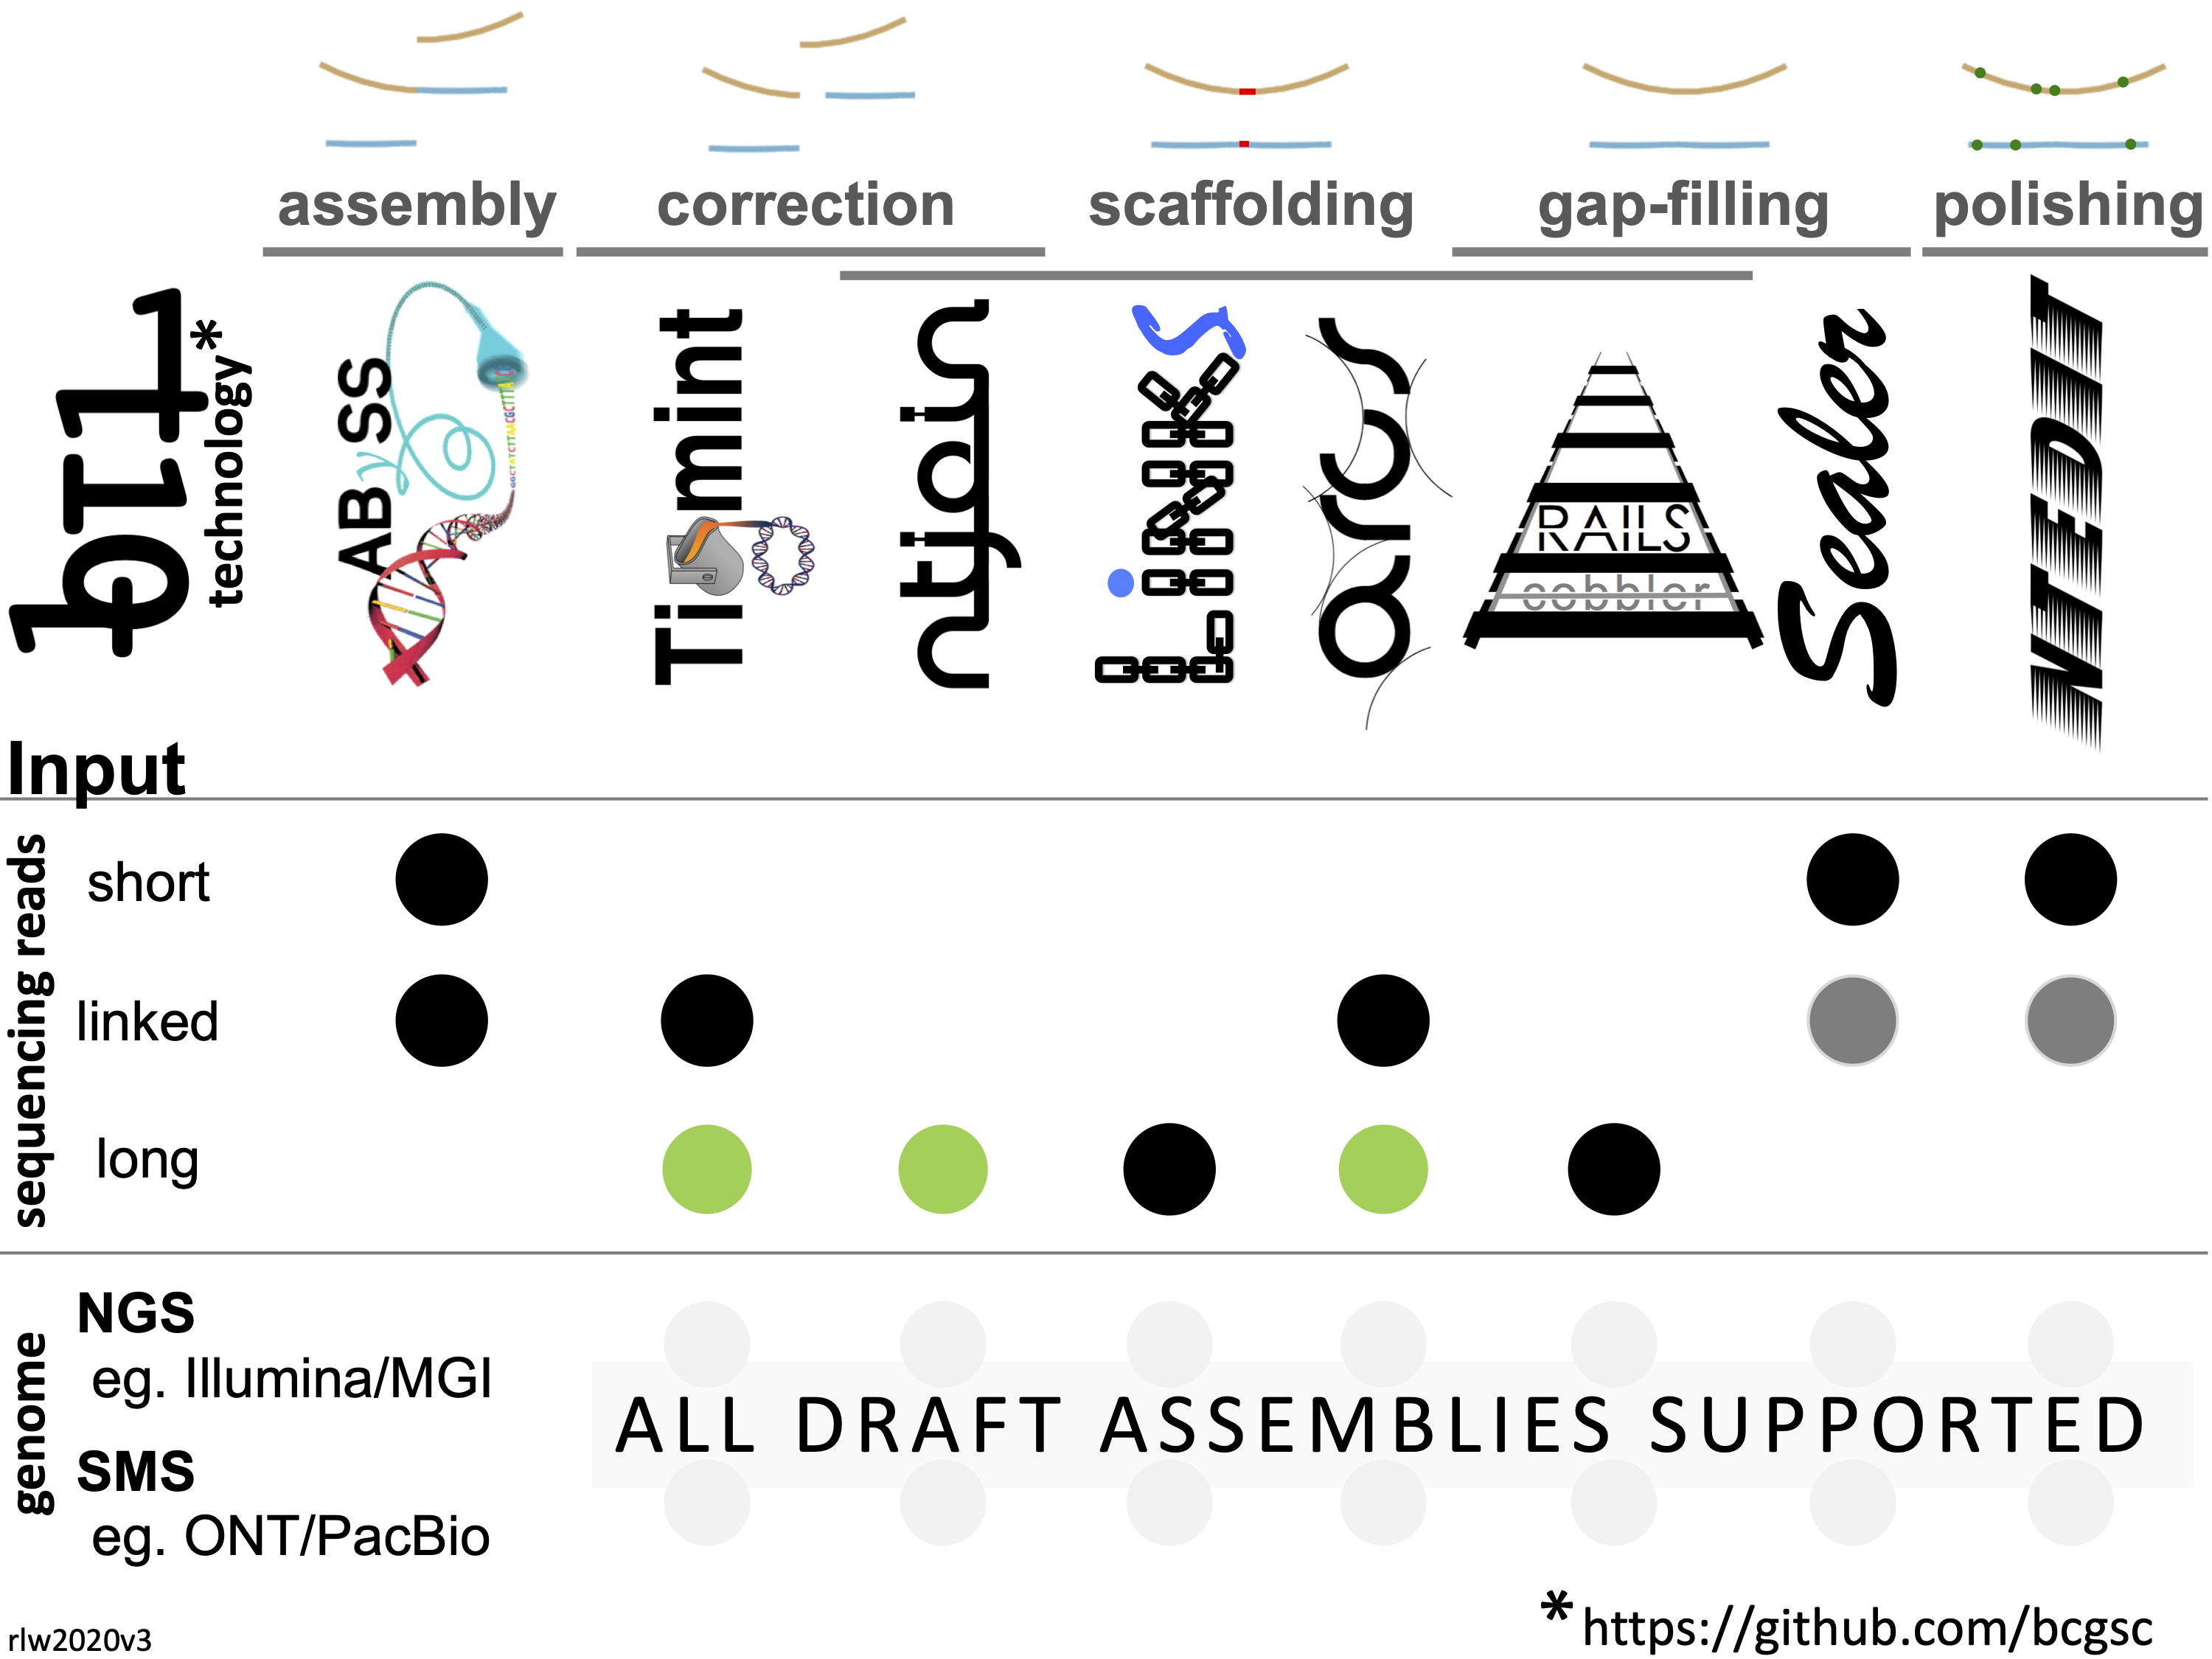 assembly correction scaffolding gap-filling polishing
btl technology*
ABySS
Tigmint
ntJoin
LINKS
arcs
RAILS
cobbler
Sealer
NTEDIT
Input
sequencing reads
short
linked
long
genome
NGS
eg. Illumina/MGI
ALL DRAFT ASSEMBLIES SUPPORTED
SMS
eg. ONT/PacBio
*https://github.com/bcgsc
rlw2020v3